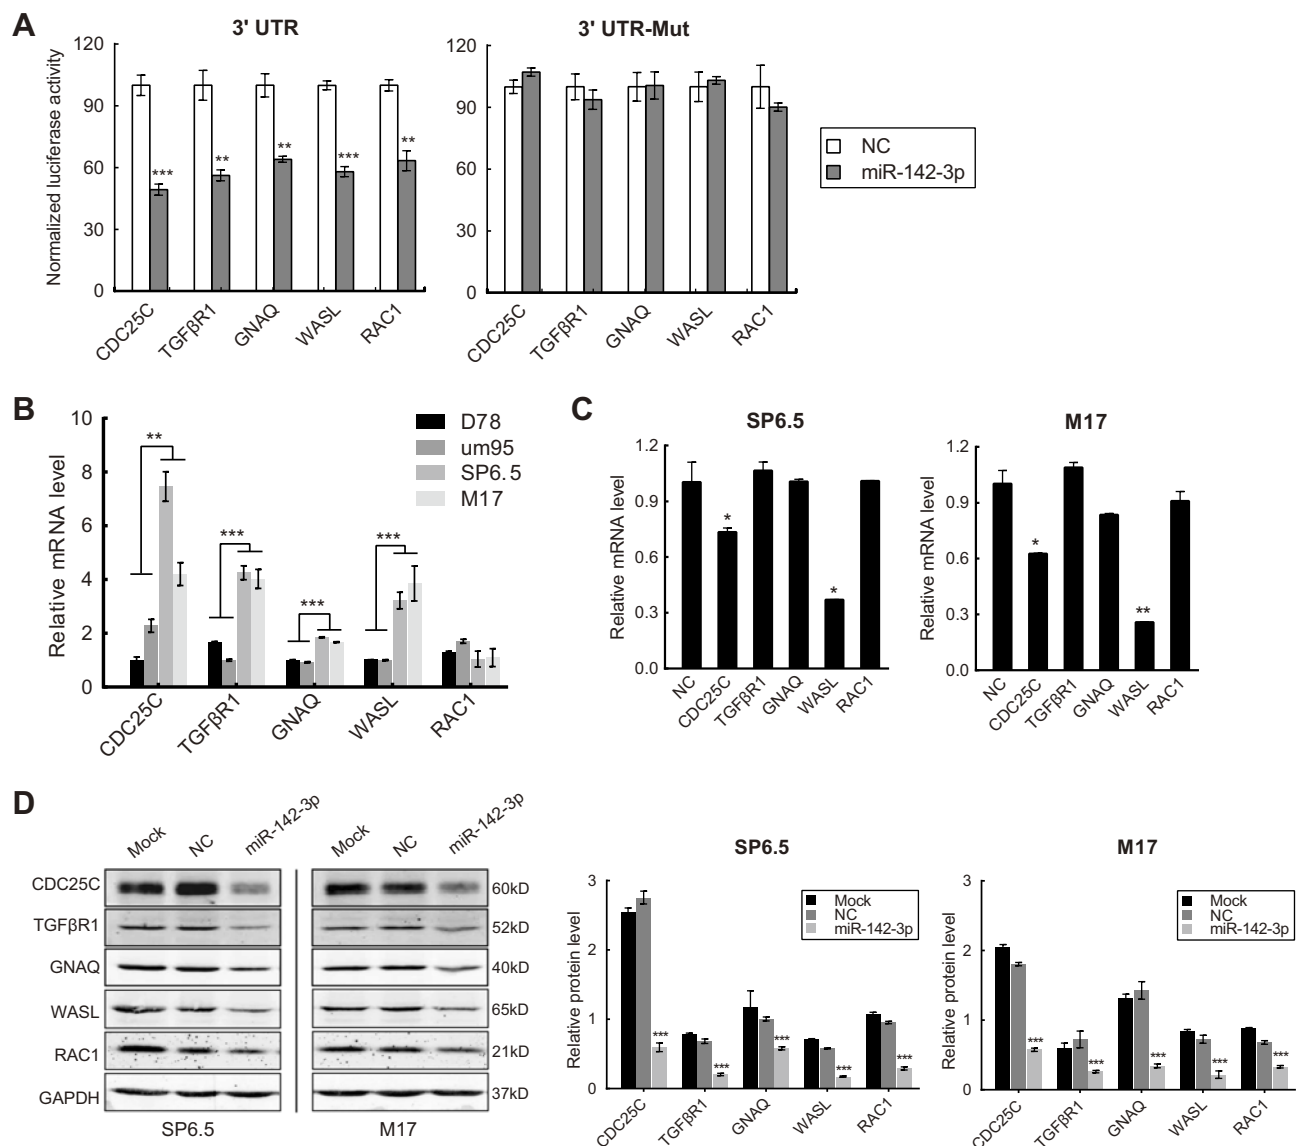 A
3' UTR
3' UTR-Mut
Normalized luciferase activity
120
90
60
30
0
*** ** ** *** **
CDC25C TGFβR1 GNAQ WASL RAC1
120
90
60
30
0
CDC25C TGFβR1 GNAQ WASL RAC1
NC
miR-142-3p
B
Relative mRNA level
10
8
6
4
2
0
** *** *** ***
D78
um95
SP6.5
M17
CDC25C TGFβR1 GNAQ WASL RAC1
C
SP6.5
Relative mRNA level
1.2
0.9
0.6
0.3
0.0
* *
NC CDC25C TGFβR1 GNAQ WASL RAC1
M17
Relative mRNA level
1.2
0.9
0.6
0.3
0.0
* **
NC CDC25C TGFβR1 GNAQ WASL RAC1
D
Mock NC miR-142-3p Mock NC miR-142-3p
CDC25C 60kD
TGFβR1 52kD
GNAQ 40kD
WASL 65kD
RAC1 21kD
GAPDH 37kD
SP6.5 M17
SP6.5
Relative protein level
3
2
1
0
Mock
NC
miR-142-3p
*** *** *** *** ***
CDC25C TGFβR1 GNAQ WASL RAC1
M17
Relative protein level
3
2
1
0
Mock
NC
miR-142-3p
*** *** *** *** ***
CDC25C TGFβR1 GNAQ WASL RAC1